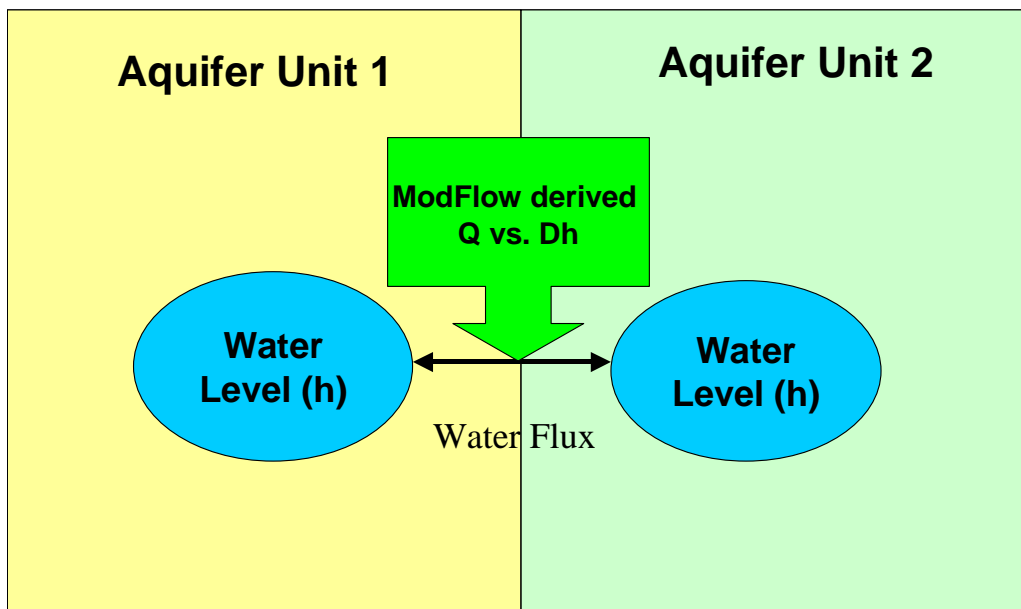 Aquifer Unit 1
Aquifer Unit 2
ModFlow derived
Q vs. Dh
Water
Level (h)
Water
Level (h)
Water Flux